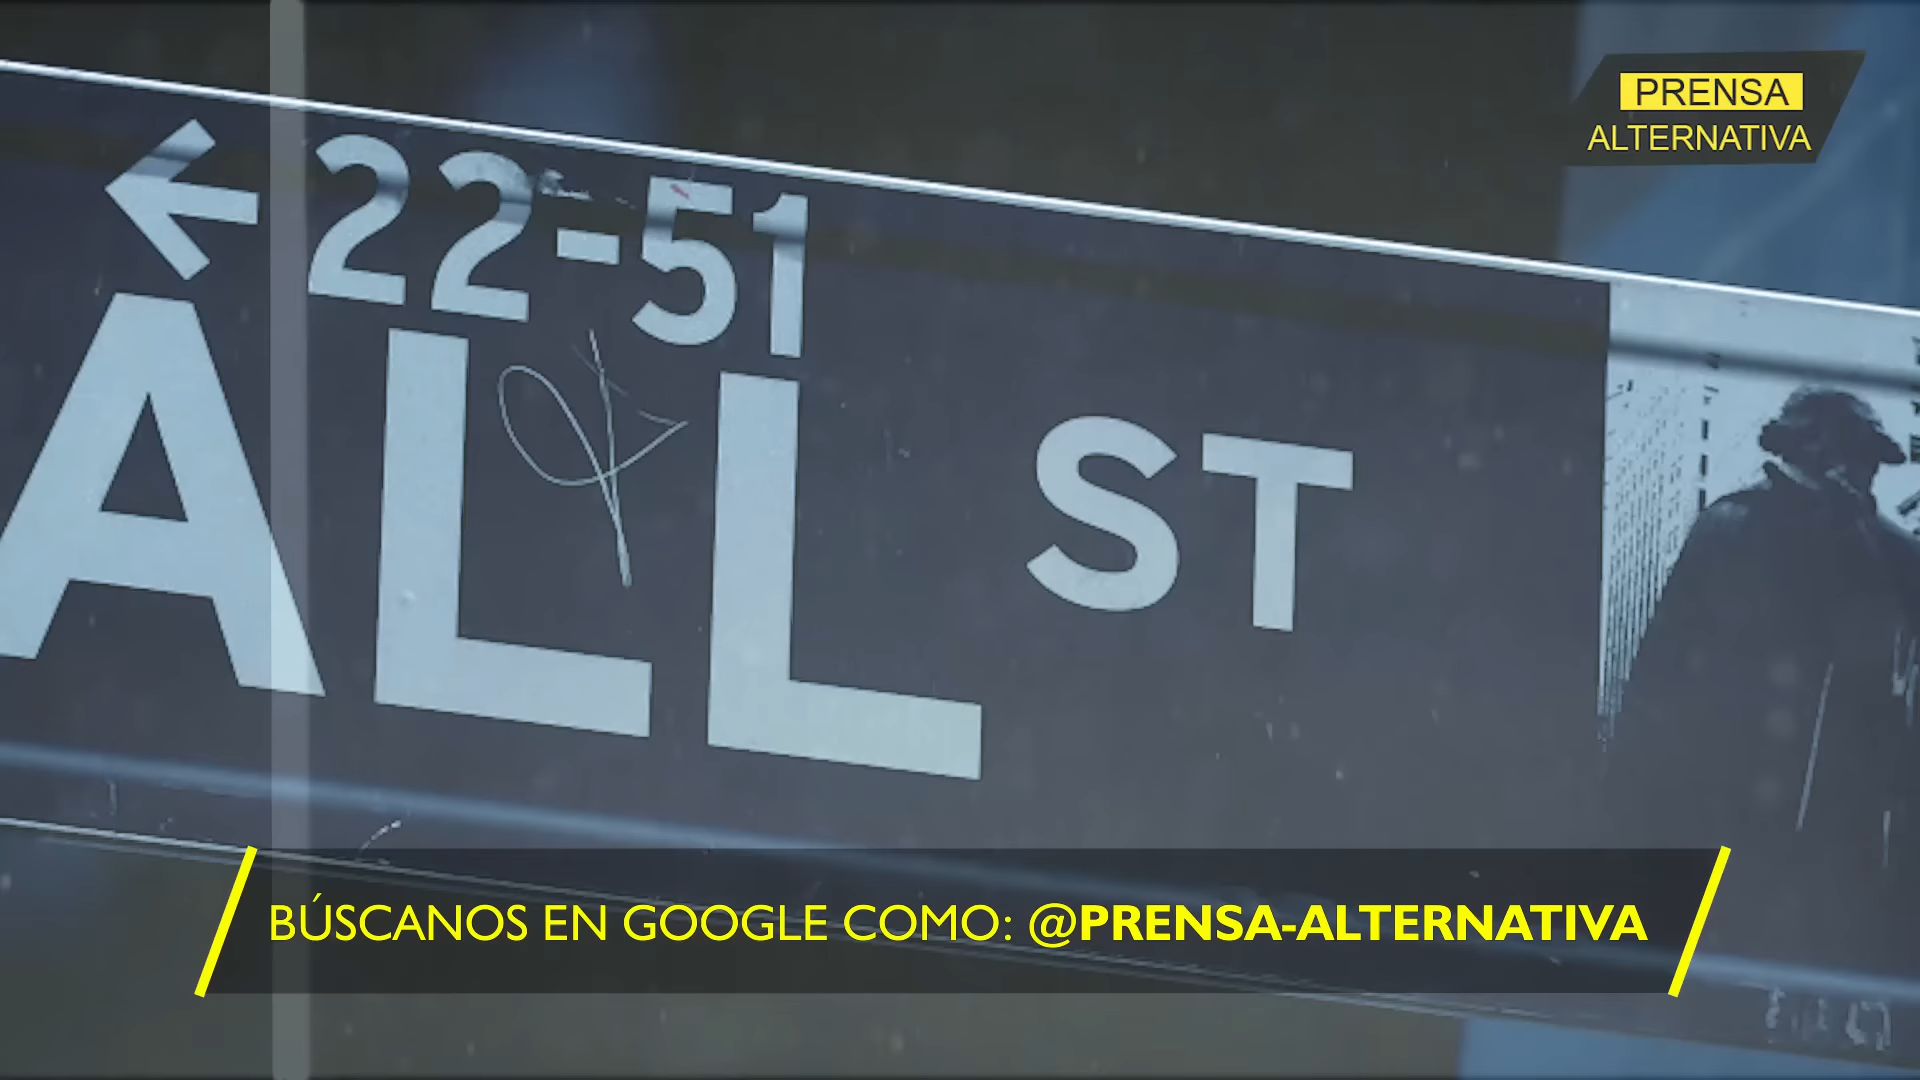 PRENSA
ALTERNATIVA
←22-51
ALL ST
BÚSCANOS EN GOOGLE COMO: @PRENSA-ALTERNATIVA